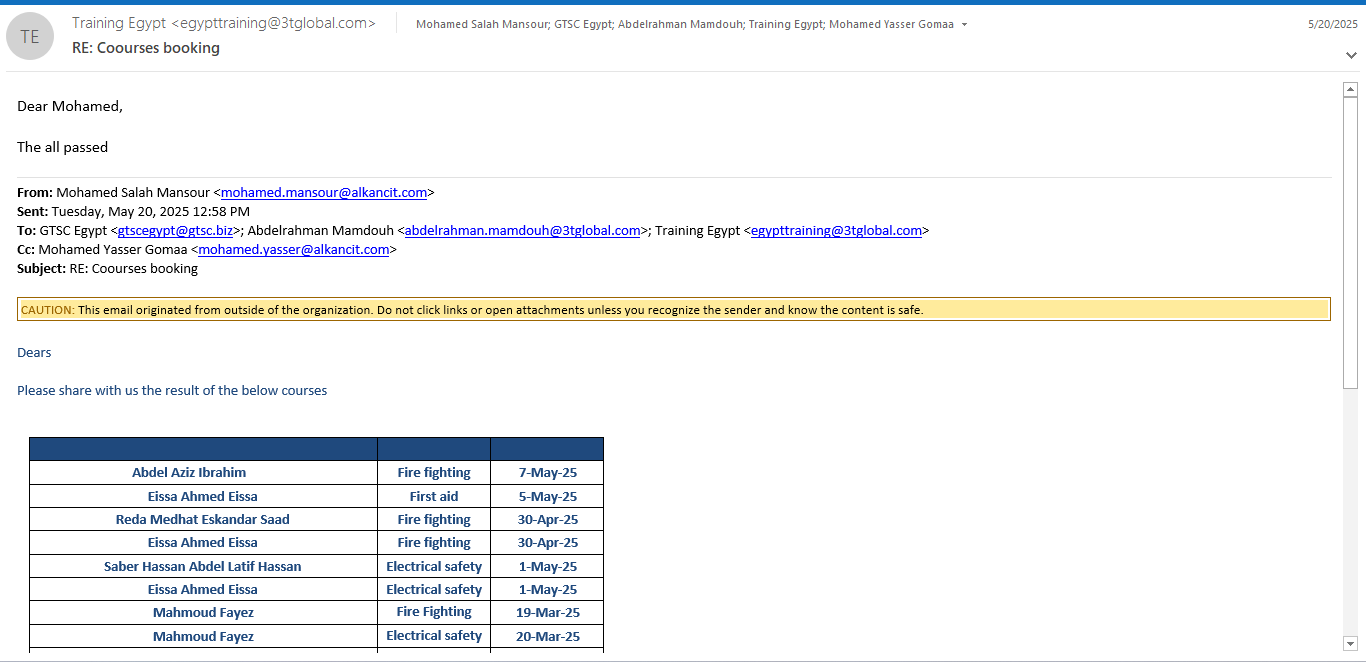 TE
Training Egypt <egypttraining@3tglobal.com>
Mohamed Salah Mansour; GTSC Egypt; Abdelrahman Mamdouh; Training Egypt; Mohamed Yasser Gomaa
5/20/2025
RE: Coourses booking
Dear Mohamed,
The all passed
From: Mohamed Salah Mansour <mohamed.mansour@alkancit.com>
Sent: Tuesday, May 20, 2025 12:58 PM
To: GTSC Egypt <gtscegypt@gtsc.biz>; Abdelrahman Mamdouh <abdelrahman.mamdouh@3tglobal.com>; Training Egypt <egypttraining@3tglobal.com>
Cc: Mohamed Yasser Gomaa <mohamed.yasser@alkancit.com>
Subject: RE: Coourses booking
CAUTION: This email originated from outside of the organization. Do not click links or open attachments unless you recognize the sender and know the content is safe.
Dears
Please share with us the result of the below courses
Abdel Aziz Ibrahim Fire fighting 7-May-25
Eissa Ahmed Eissa First aid 5-May-25
Reda Medhat Eskandar Saad Fire fighting 30-Apr-25
Eissa Ahmed Eissa Fire fighting 30-Apr-25
Saber Hassan Abdel Latif Hassan Electrical safety 1-May-25
Eissa Ahmed Eissa Electrical safety 1-May-25
Mahmoud Fayez Fire Fighting 19-Mar-25
Mahmoud Fayez Electrical safety 20-Mar-25